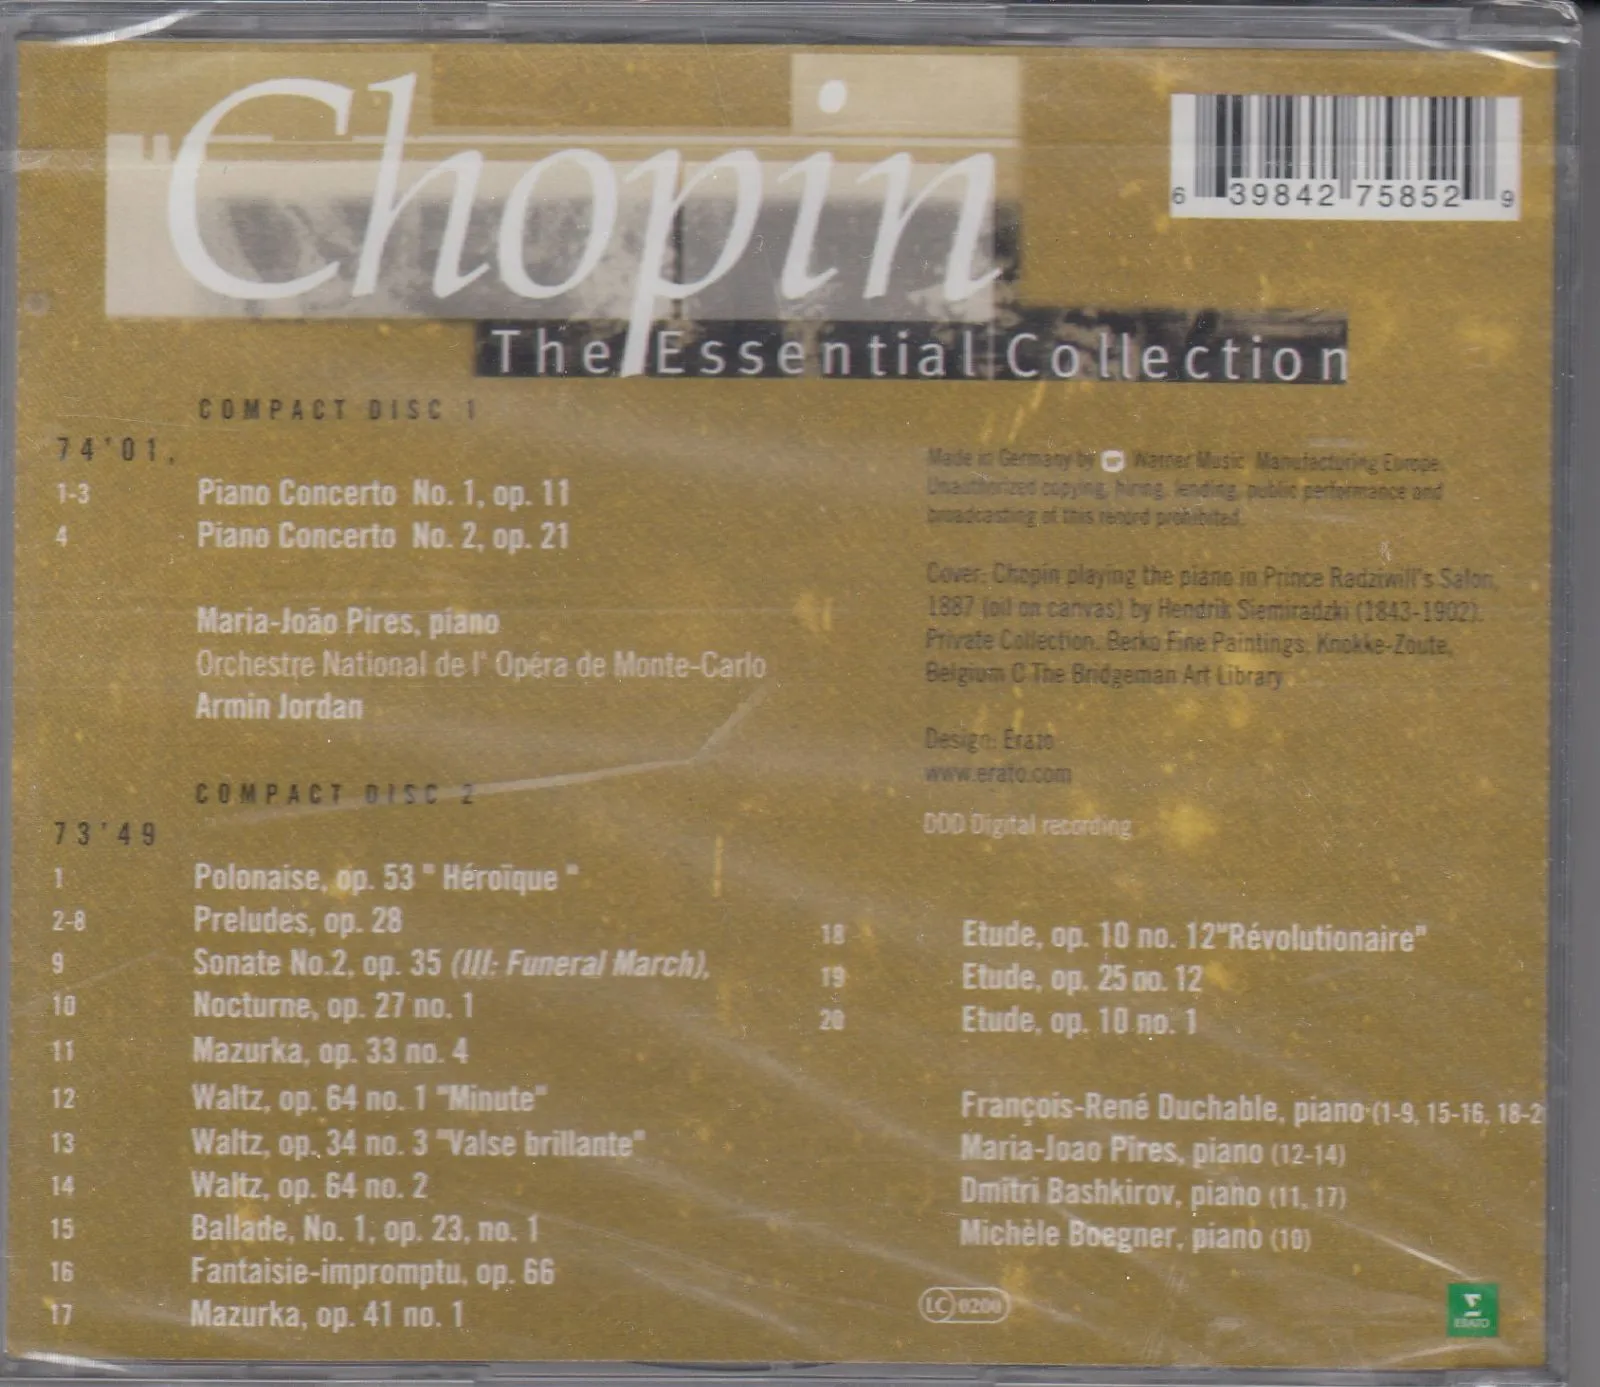 Chopin
The Essential Collection
6 39842 75852 9
COMPACT DISC 1
74'01.
1-3 Piano Concerto No. 1, op. 11
4 Piano Concerto No. 2, op. 21
Maria-João Pires, piano
Orchestre National de l' Opéra de Monte-Carlo
Armin Jordan
Made in Germany by Warner Music Manufacturing Europe.
Unauthorized copying, hiring, lending, public performance and
broadcasting of this record prohibited.
Cover: Chopin playing the piano in Prince Radziwill's Salon,
1887 (oil on canvas) by Hendrik Siemiradzki (1843-1902).
Private Collection. Berko Fine Paintings, Knokke-Zoute,
Belgium © The Bridgeman Art Library
Design: Erato
www.erato.com
DDD Digital recording
COMPACT DISC 2
73'49
1 Polonaise, op. 53 " Héroïque "
2-8 Preludes, op. 28
9 Sonate No.2, op. 35 (III: Funeral March),
10 Nocturne, op. 27 no. 1
11 Mazurka, op. 33 no. 4
12 Waltz, op. 64 no. 1 "Minute"
13 Waltz, op. 34 no. 3 "Valse brillante"
14 Waltz, op. 64 no. 2
15 Ballade, No. 1, op. 23, no. 1
16 Fantaisie-impromptu, op. 66
17 Mazurka, op. 41 no. 1
18 Etude, op. 10 no. 12"Révolutionaire"
19 Etude, op. 25 no. 12
20 Etude, op. 10 no. 1
François-René Duchable, piano (1-9, 15-16, 18-2
Maria-Joao Pires, piano (12-14)
Dmitri Bashkirov, piano (11, 17)
Michèle Boegner, piano (10)
LC 0200
ERATO